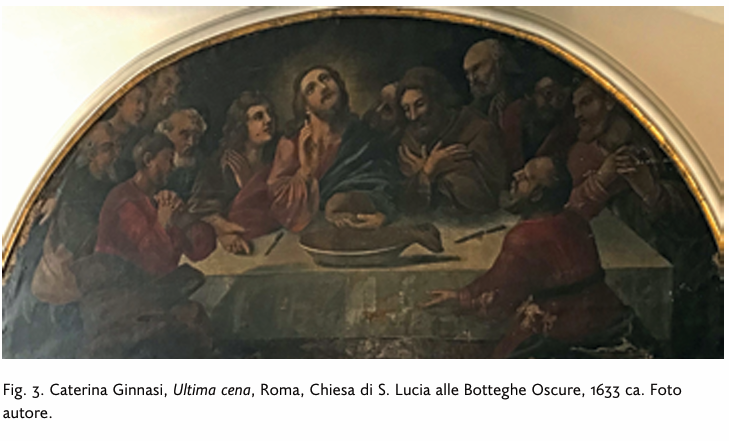 Fig. 3. Caterina Ginnasi, Ultima cena, Roma, Chiesa di S. Lucia alle Botteghe Oscure, 1633 ca. Foto
autore.